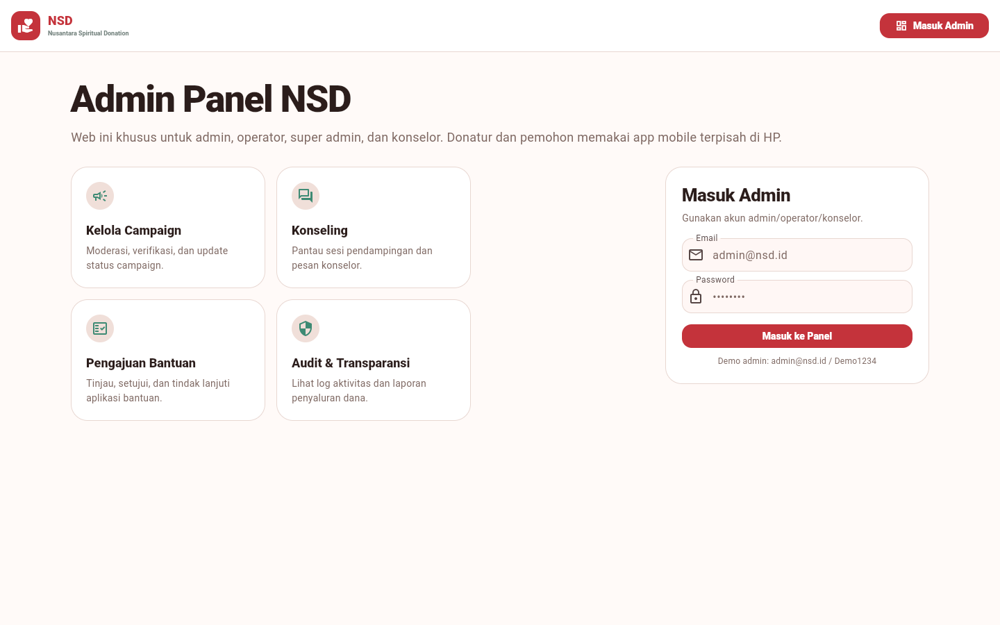 NSD
Nusantara Spiritual Donation
Masuk Admin
Admin Panel NSD
Web ini khusus untuk admin, operator, super admin, dan konselor. Donatur dan pemohon memakai app mobile terpisah di HP.
Kelola Campaign
Moderasi, verifikasi, dan update
status campaign.
Konseling
Pantau sesi pendampingan dan
pesan konselor.
Pengajuan Bantuan
Tinjau, setujui, dan tindak lanjuti
aplikasi bantuan.
Audit & Transparansi
Lihat log aktivitas dan laporan
penyaluran dana.
Masuk Admin
Gunakan akun admin/operator/konselor.
Email
admin@nsd.id
Password
••••••••
Masuk ke Panel
Demo admin: admin@nsd.id / Demo1234